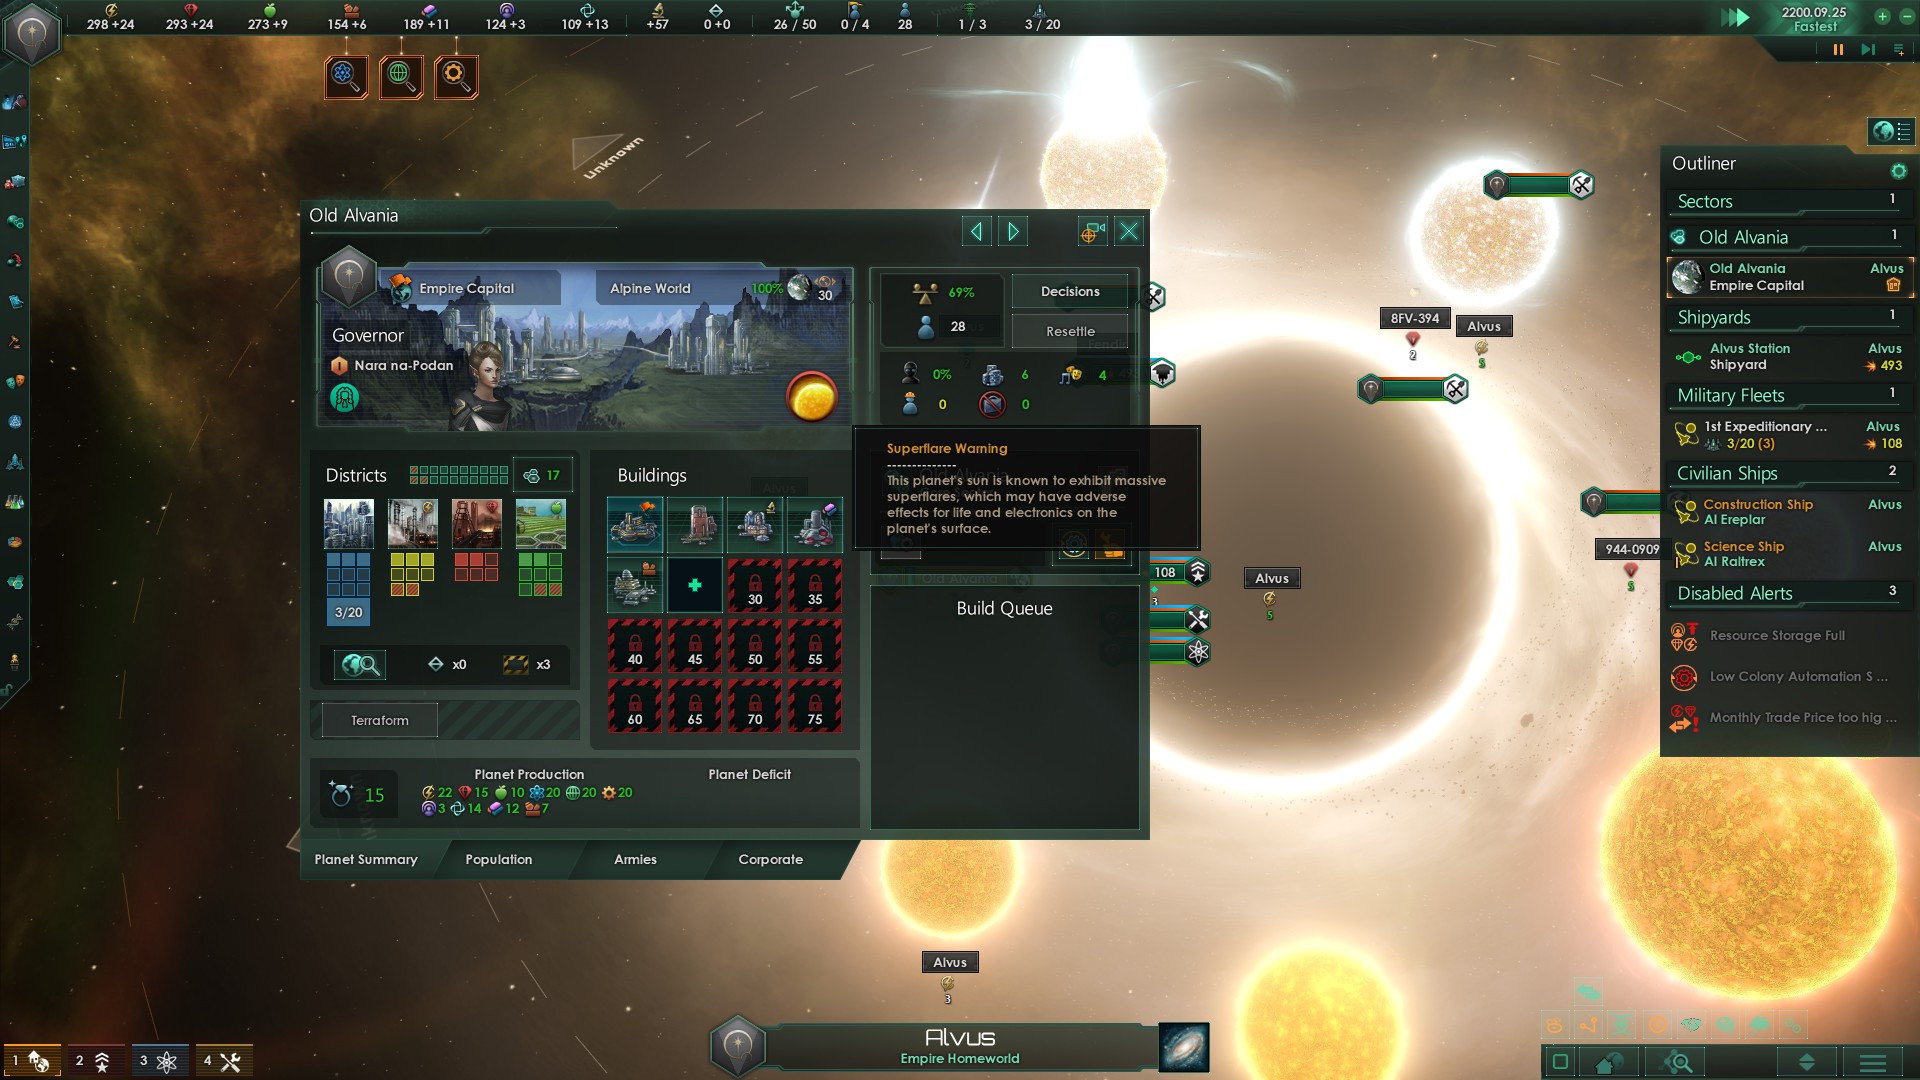 298 +24
293 +24
273 +9
154 +6
189 +11
124 +3
109 +13
+57
0 +0
26 / 50
0 / 4
28
1 / 3
3 / 20
2200.09.25
Fastest
Unknown
Old Alvania
Empire Capital
Alpine World
100%
30
Governor
Nara na-Podan
69%
28
Decisions
Resettle
0%
6
4
0
0
Superflare Warning
--------------
This planet's sun is known to exhibit massive
superflares, which may have adverse
effects for life and electronics on the
planet's surface.
Districts
17
3/20
x0
x3
Terraform
Buildings
30
35
40
45
50
55
60
65
70
75
Build Queue
Planet Production
Planet Deficit
15
22 15 10 20 20 20
3 14 12 7
Planet Summary
Population
Armies
Corporate
8FV-394
2
Alvus
5
944-0909
5
108
3
Alvus
5
Alvus
3
Outliner
Sectors
1
Old Alvania
1
Old Alvania
Alvus
Empire Capital
Shipyards
1
Alvus Station
Alvus
Shipyard
493
Military Fleets
1
1st Expeditionary ...
Alvus
3/20 (3)
108
Civilian Ships
2
Construction Ship
Alvus
AI Ereplar
Science Ship
Alvus
AI Raltrex
Disabled Alerts
3
Resource Storage Full
Low Colony Automation S ...
Monthly Trade Price too hig ...
Alvus
Empire Homeworld
1
2
3
4